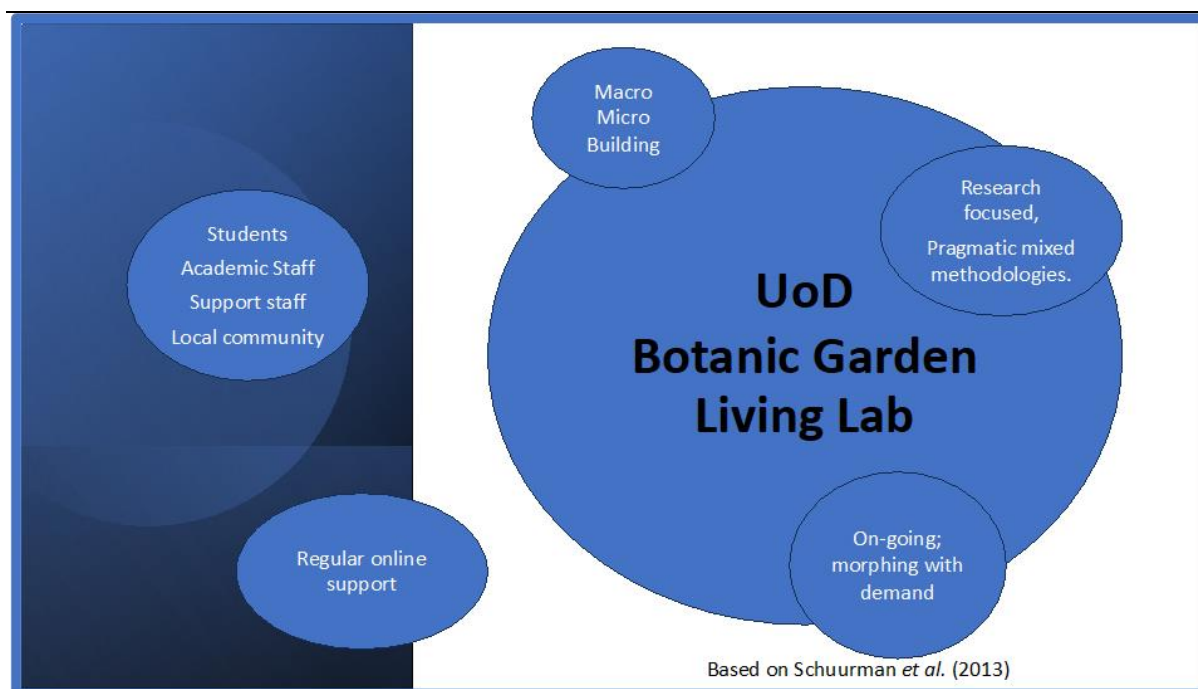 Macro
Micro
Building
Research
focused,
Pragmatic mixed
methodologies.
Students
Academic Staff
Support staff
Local community
UoD
Botanic Garden
Living Lab
Regular online
support
On-going;
morphing with
demand
Based on Schuurman et al. (2013)